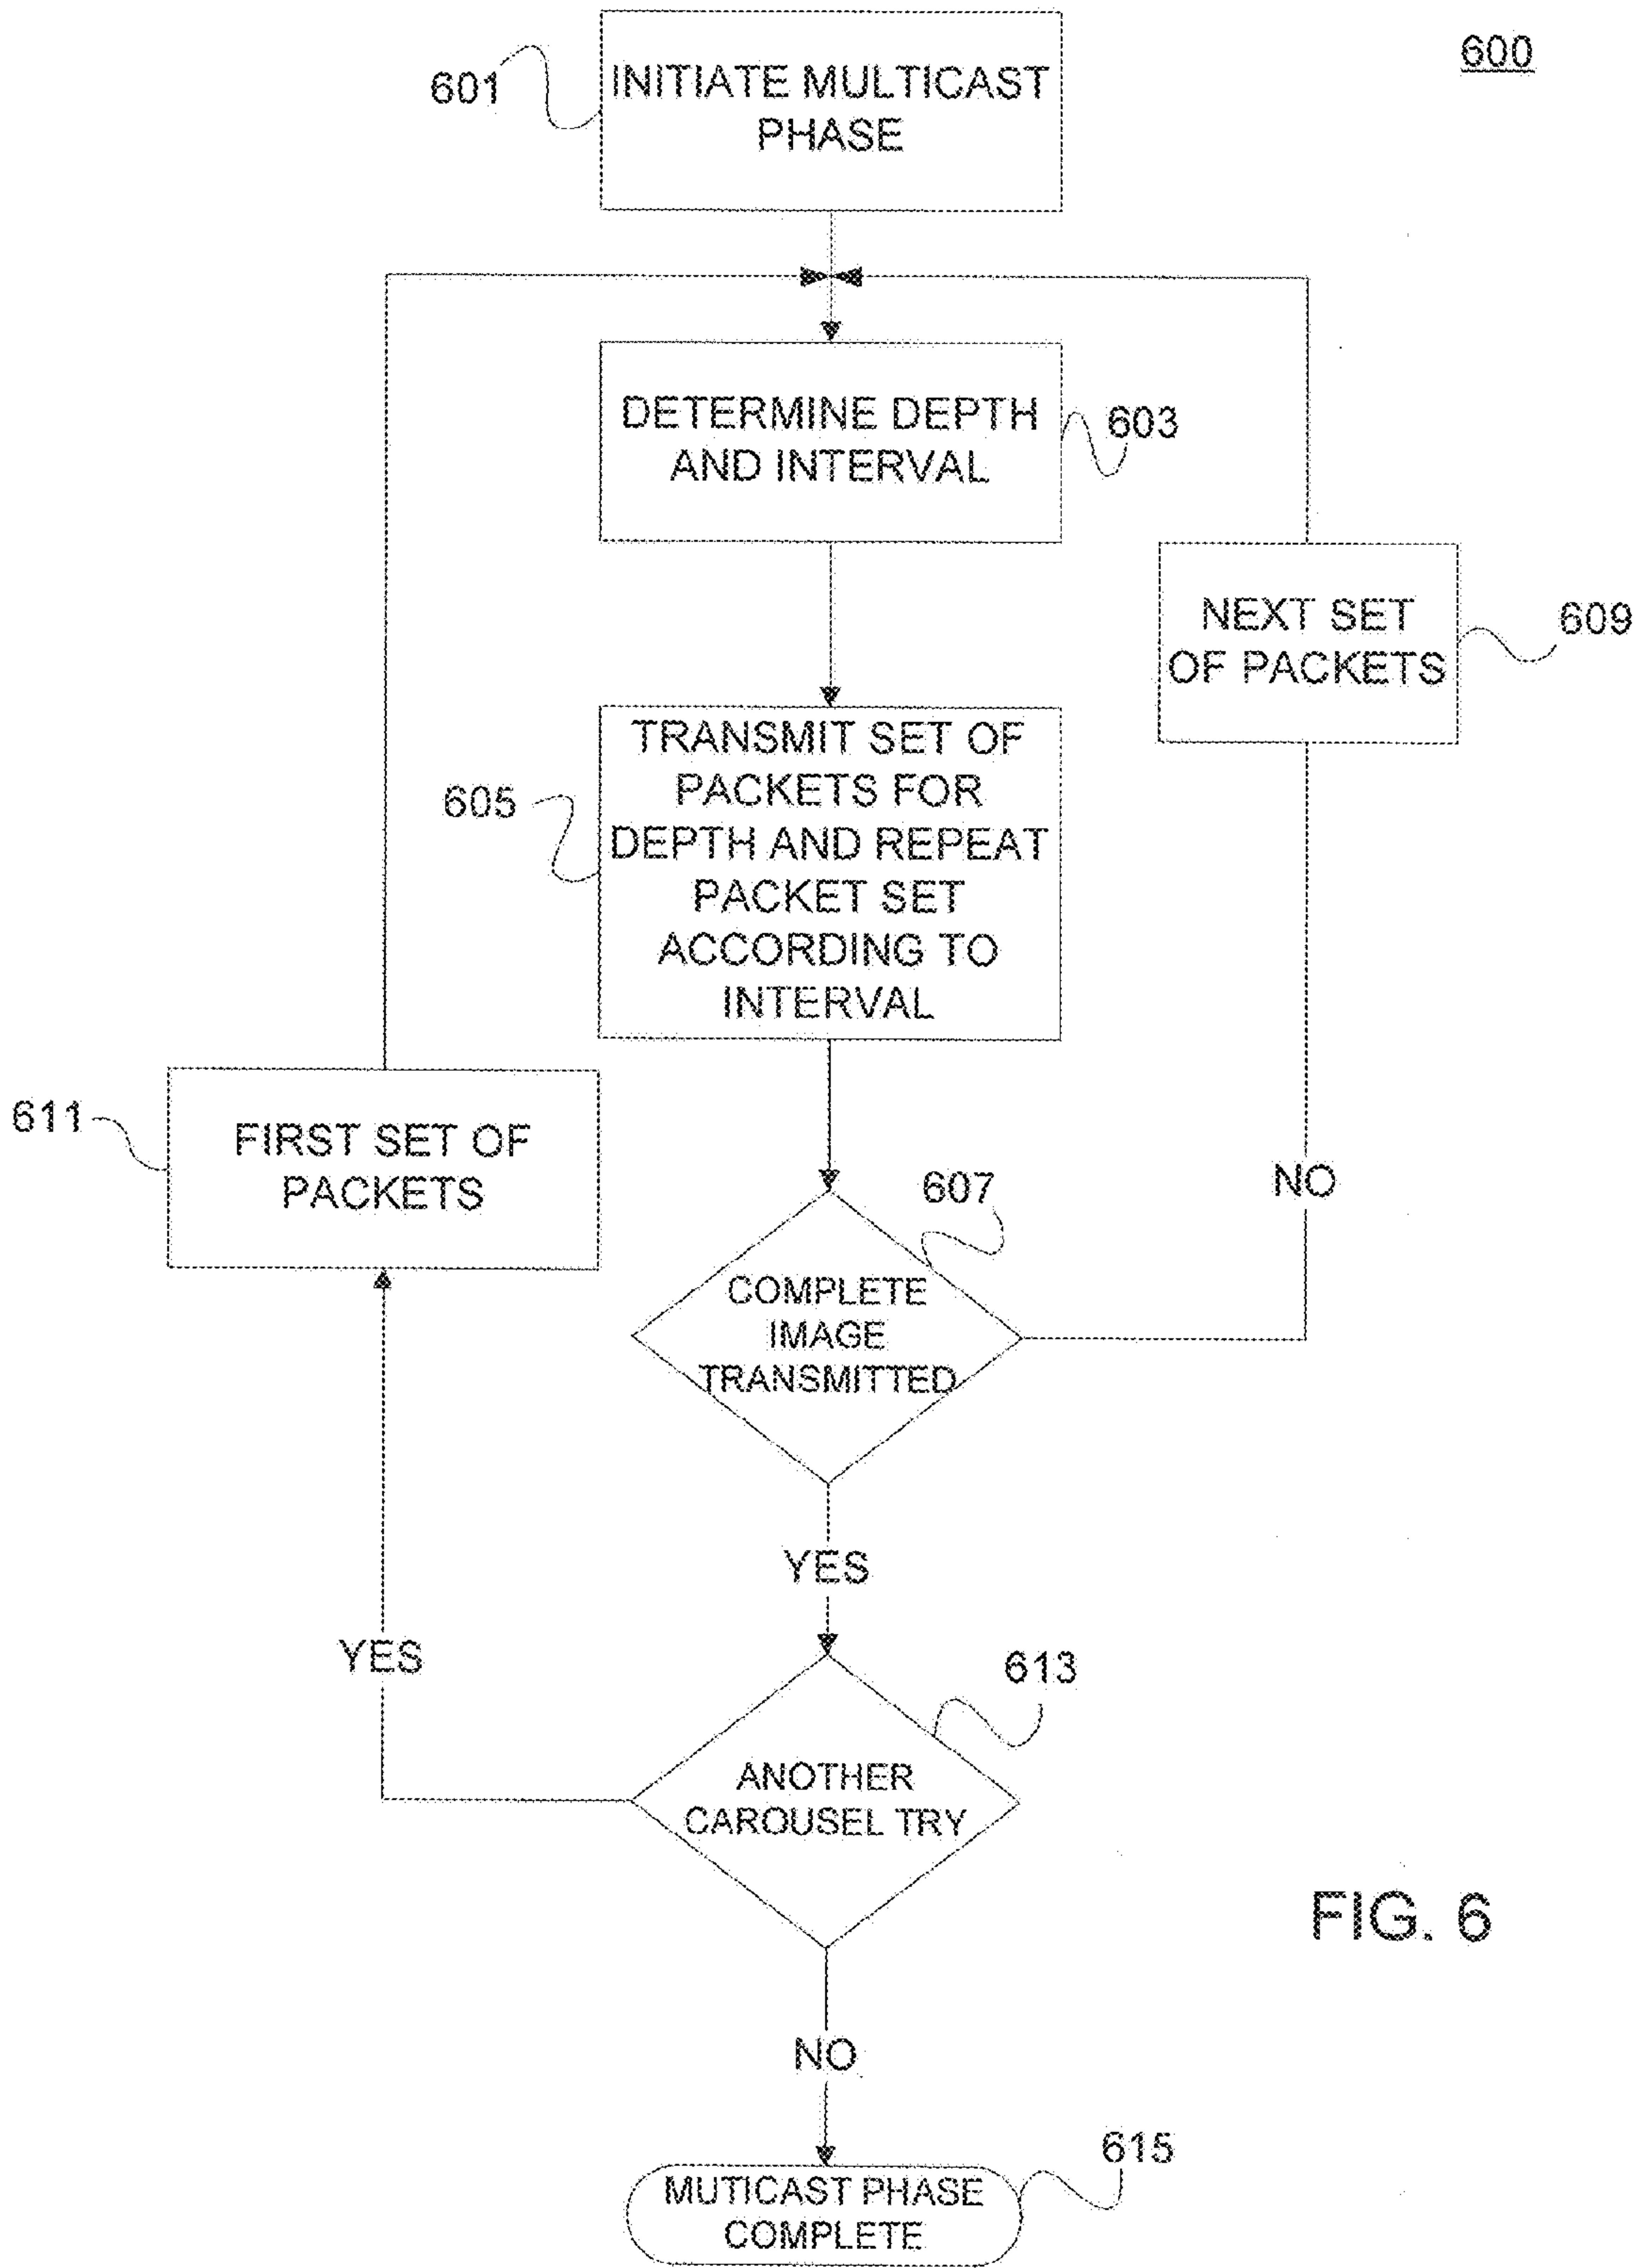 600
601
INITIATE MULTICAST
PHASE
DETERMINE DEPTH
AND INTERVAL
603
NEXT SET
OF PACKETS
609
605
TRANSMIT SET OF
PACKETS FOR
DEPTH AND REPEAT
PACKET SET
ACCORDING TO
INTERVAL
611
FIRST SET OF
PACKETS
607
NO
COMPLETE
IMAGE
TRANSMITTED
YES
YES
613
ANOTHER
CAROUSEL TRY
FIG. 6
NO
615
MUTICAST PHASE
COMPLETE